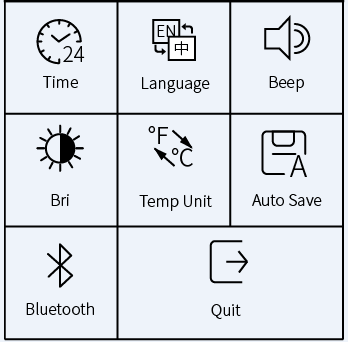 24
EN
中
Time
Language
Beep
°F
°C
A
Bri
Temp Unit
Auto Save
Bluetooth
Quit